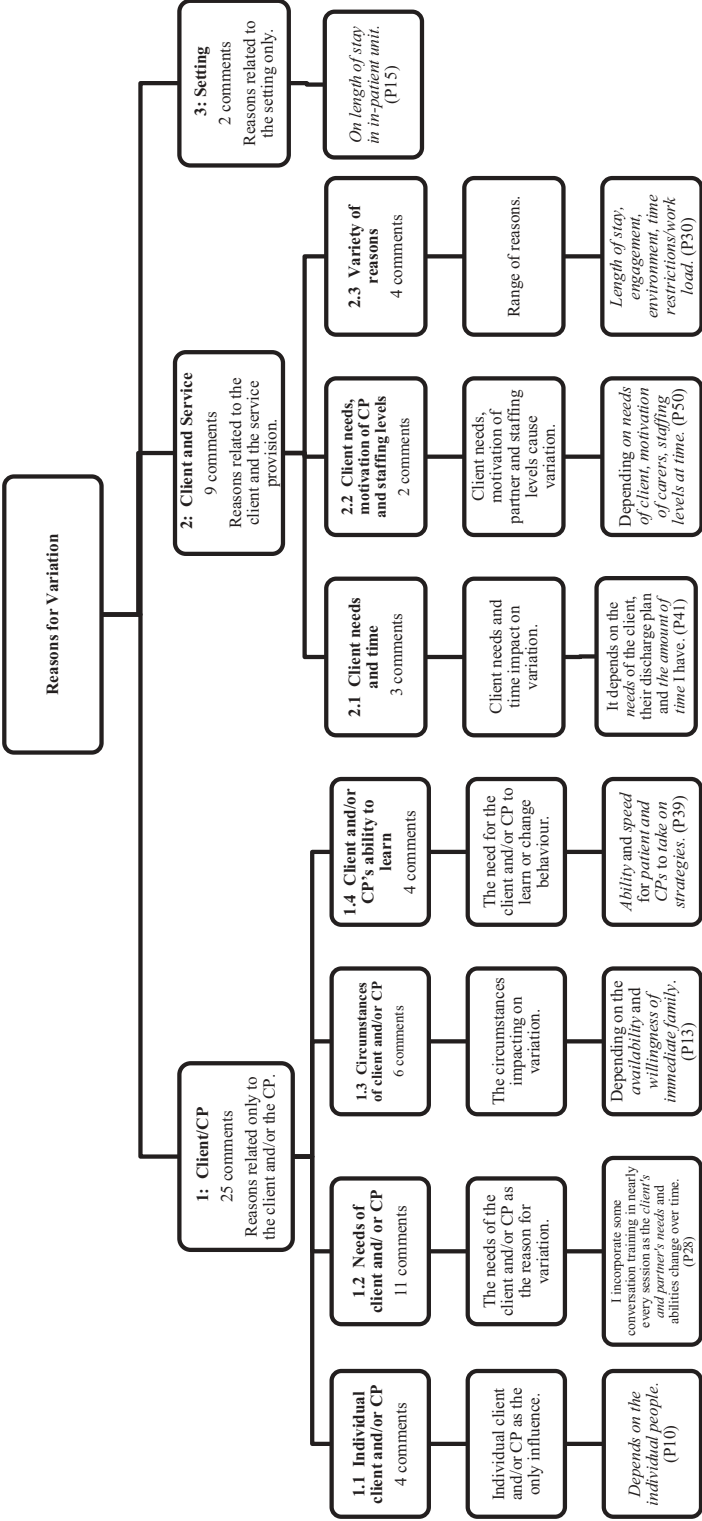 Reasons for Variation
1: Client/CP
25 comments
Reasons related only to
the client and/or the CP.
1.1 Individual
client and/or CP
4 comments
Individual client
and/or CP as the
only influence.
Depends on the
individual people.
(P10)
1.2 Needs of
client and/ or CP
11 comments
The needs of the
client and/or CP as
the reason for
variation.
I incorporate some
conversation training in nearly
every session as the client's
and partner's needs and
abilities change over time.
(P28)
1.3 Circumstances
of client and/or CP
6 comments
The circumstances
impacting on
variation.
Depending on the
availability and
willingness of
immediate family.
(P13)
1.4 Client and/or
CP's ability to
learn
4 comments
The need for the
client and/or CP to
learn or change
behaviour.
Ability and speed
for patient and
CPs to take on
strategies. (P39)
2: Client and Service
9 comments
Reasons related to the
client and the service
provision.
2.1 Client needs
and time
3 comments
Client needs and
time impact on
variation.
It depends on the
needs of the client,
their discharge plan
and the amount of
time I have. (P41)
2.2 Client needs,
motivation of CP
and staffing levels
2 comments
Client needs,
motivation of
partner and staffing
levels cause
variation.
Depending on needs
of client, motivation
of carers, staffing
levels at time. (P50)
2.3 Variety of
reasons
4 comments
Range of reasons.
Length of stay,
engagement,
environment, time
restrictions/work
load. (P30)
3: Setting
2 comments
Reasons related to
the setting only.
On length of stay
in in-patient unit.
(P15)